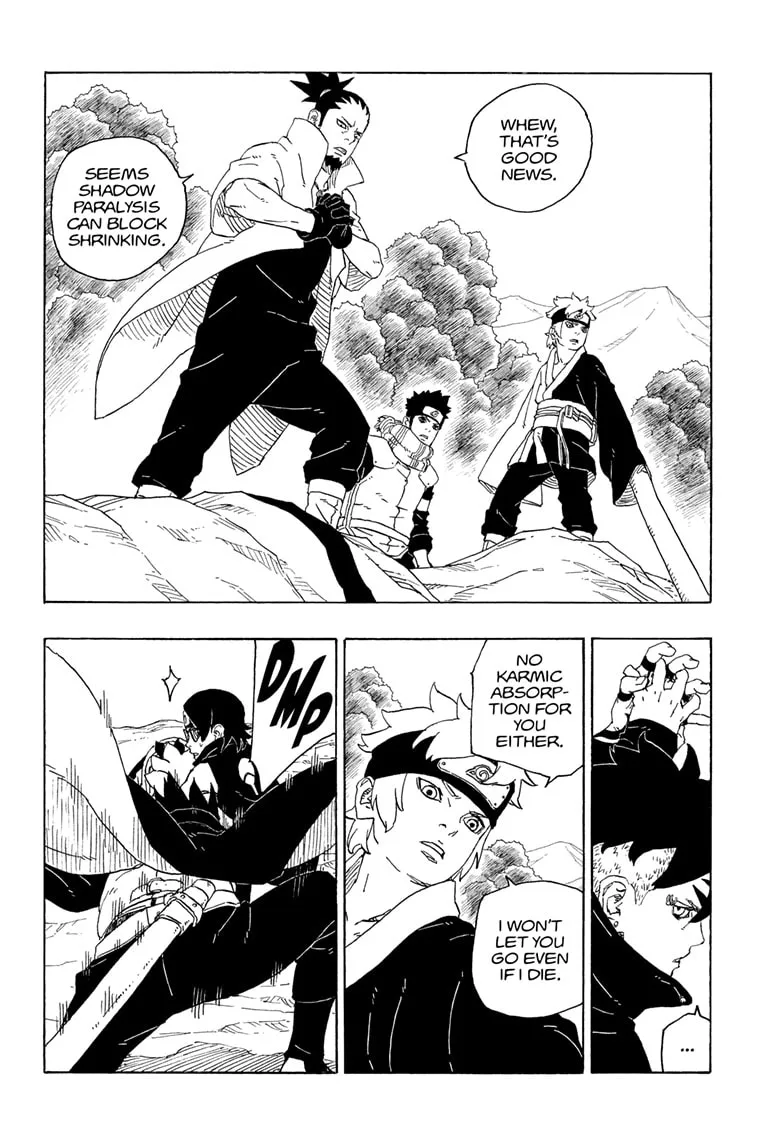 WHEW,
THAT'S
GOOD
NEWS.
SEEMS
SHADOW
PARALYSIS
CAN BLOCK
SHRINKING.
NO
KARMIC
ABSORP-
TION FOR
YOU
EITHER.
I WON'T
LET YOU
GO EVEN
IF I DIE.
...
DMP